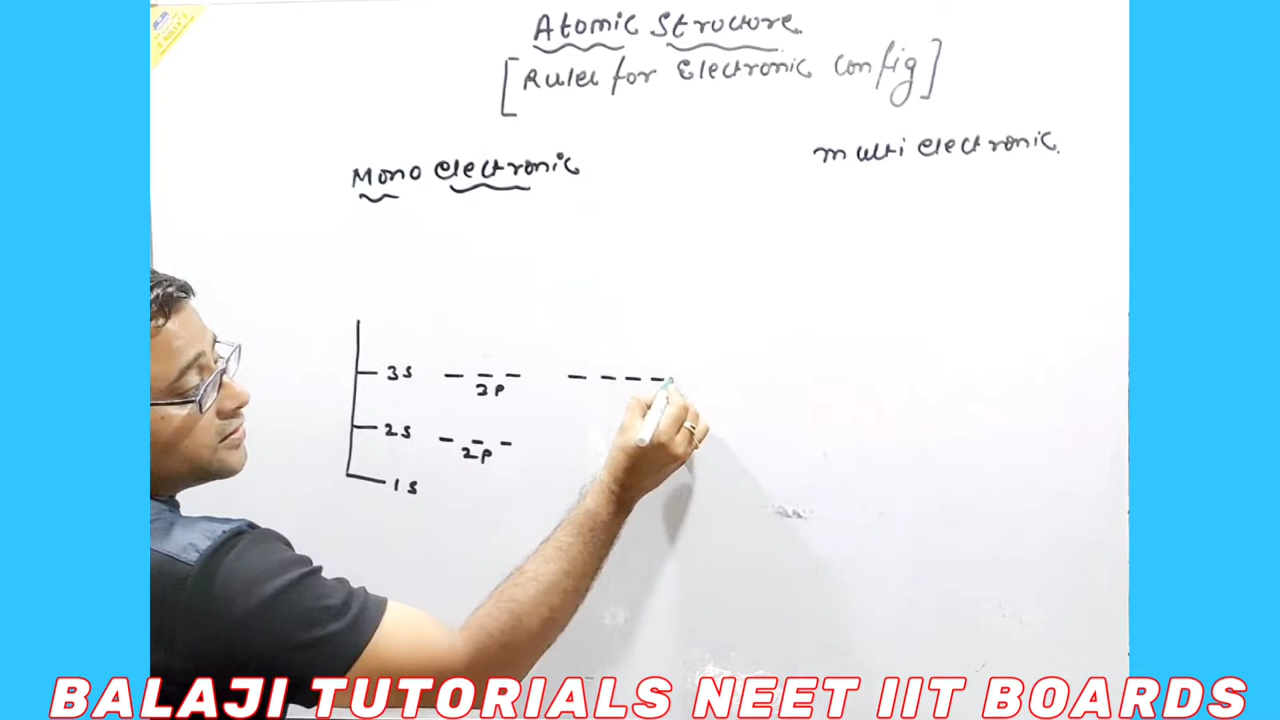 Atomic Structure
[Rules for Electronic Config]
Mono electronic
multi electronic.
3s
3p
2s
2p
1s
BALAJI TUTORIALS NEET IIT BOARDS